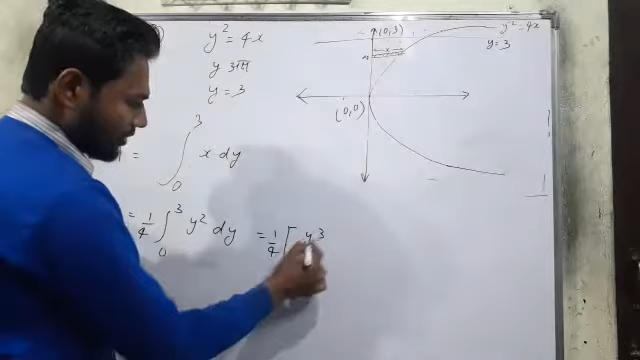 y² = 4x
y अक्ष
y = 3
= ∫₀³ x dy
= 1/4 ∫₀³ y² dy = 1/4 [ y3
(0,3)
x
y² = 4x
y = 3
(0,0)